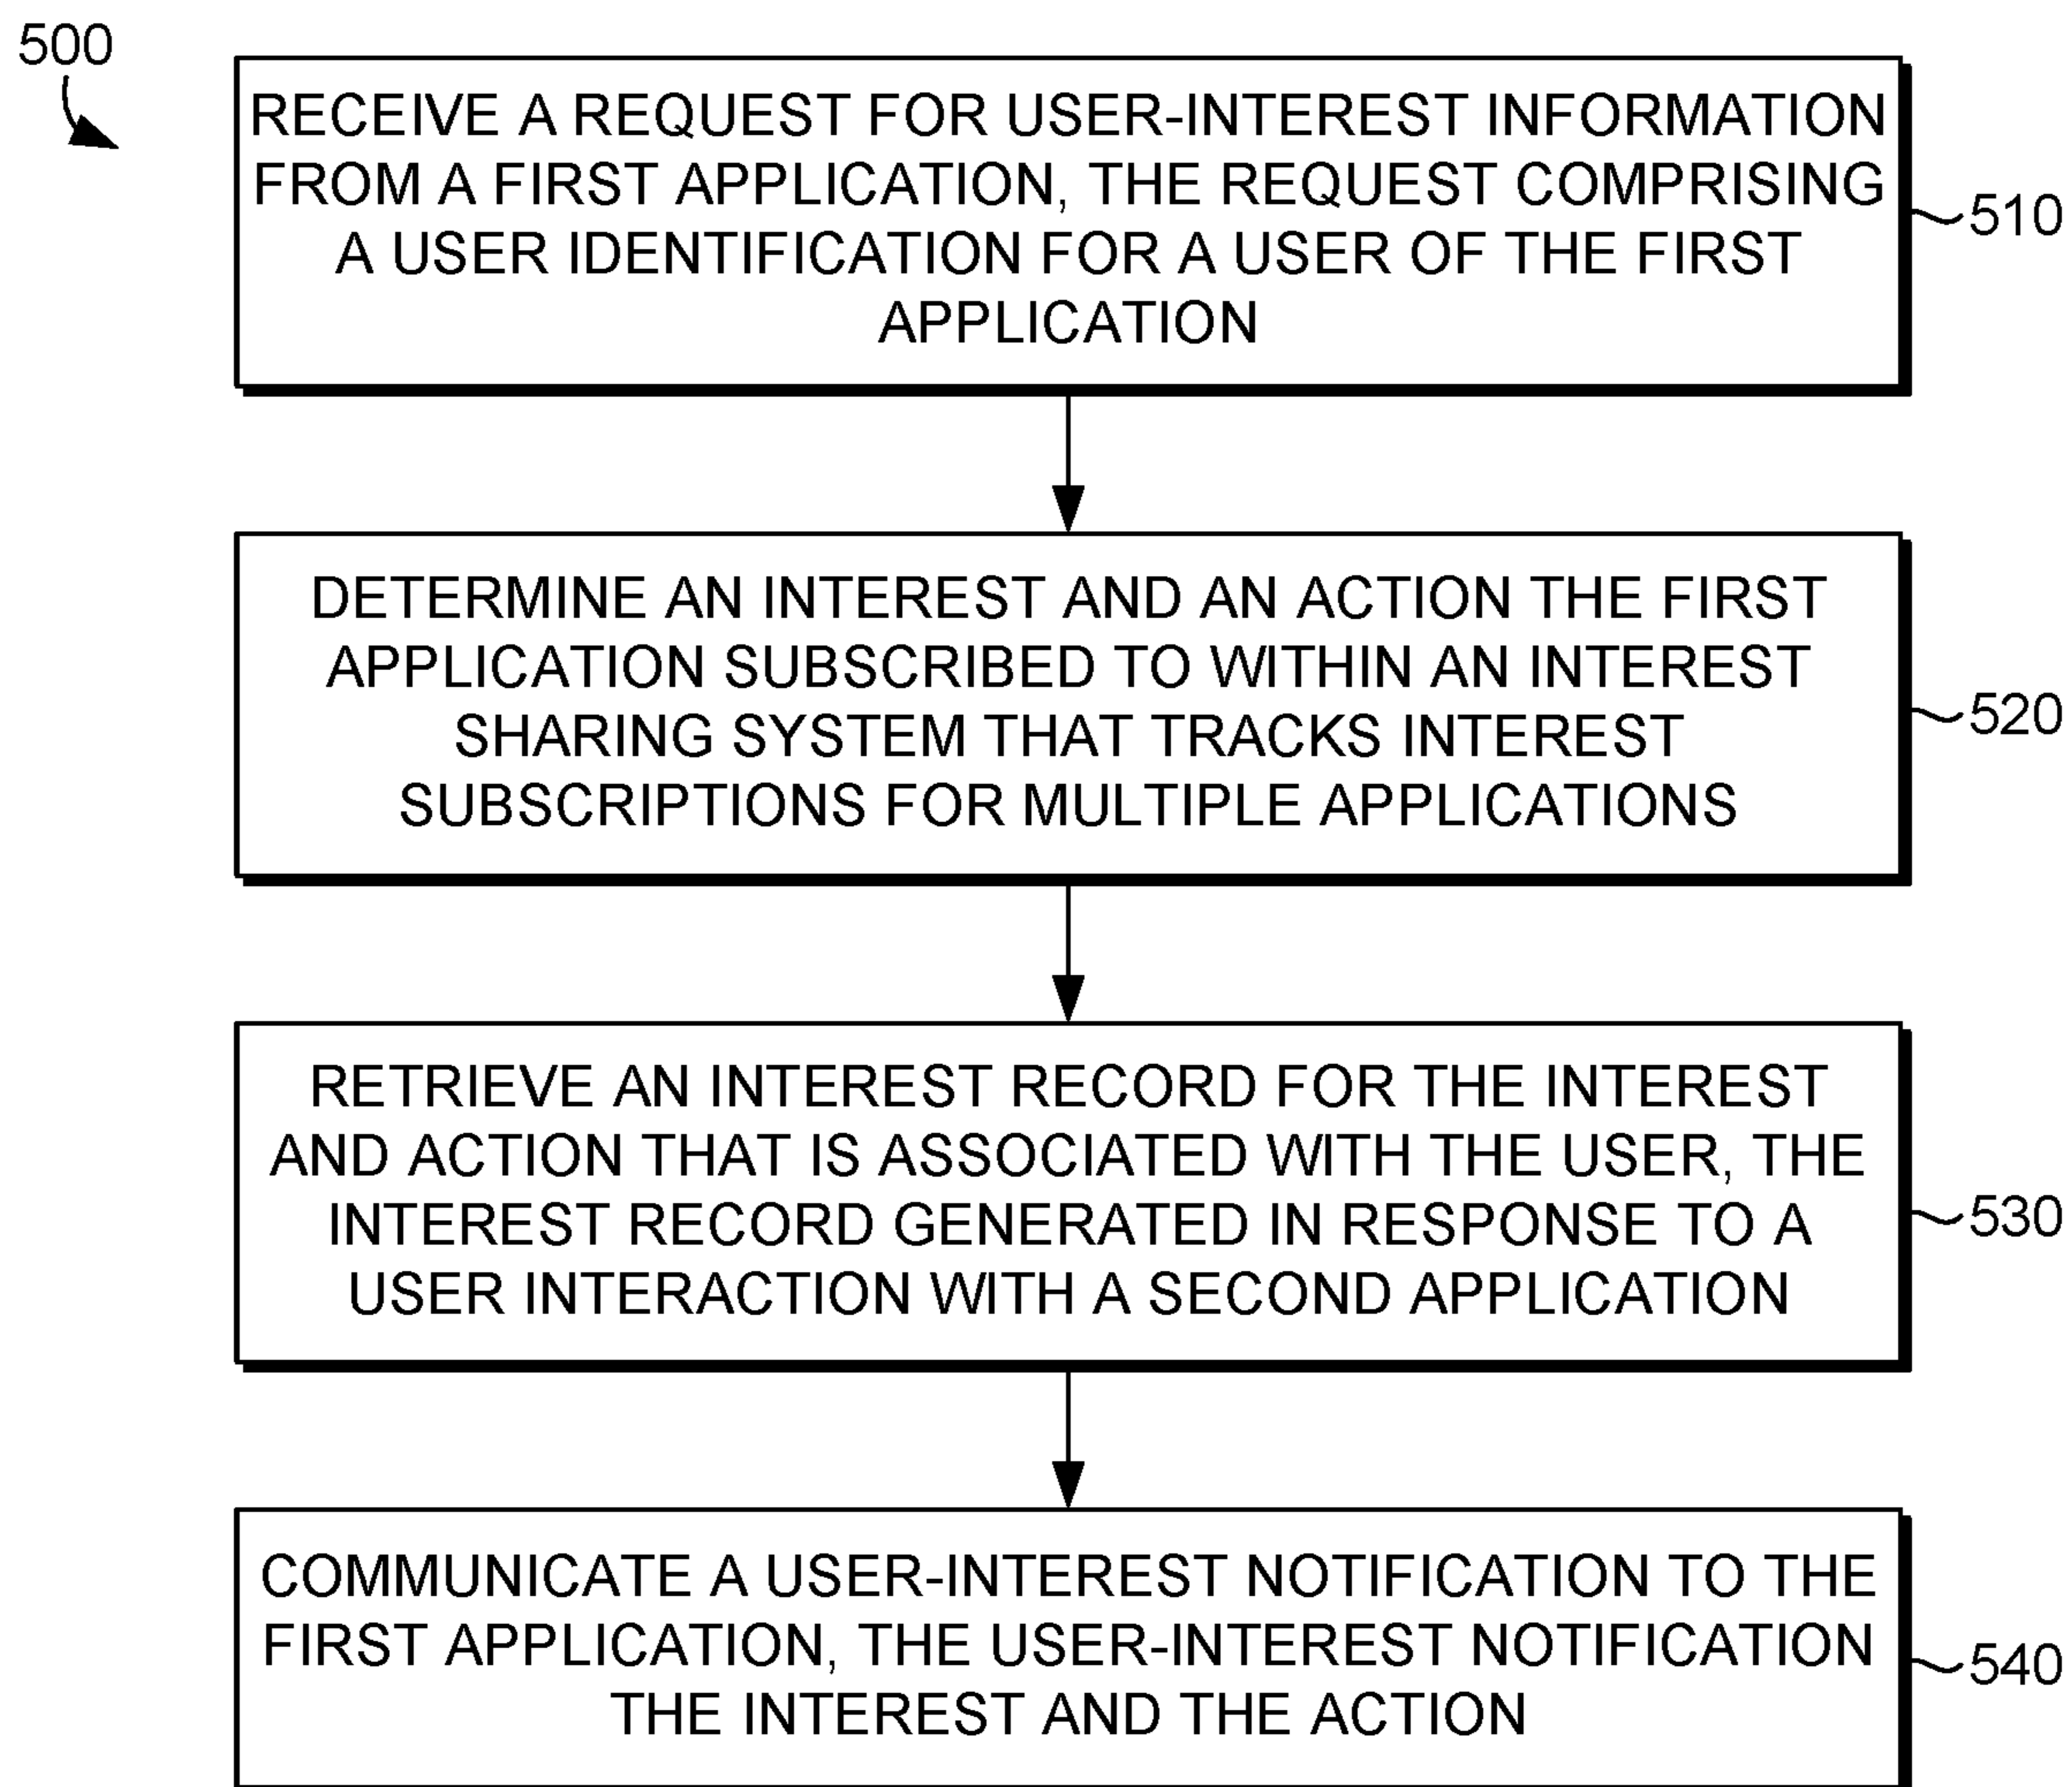 500
RECEIVE A REQUEST FOR USER-INTEREST INFORMATION
FROM A FIRST APPLICATION, THE REQUEST COMPRISING
A USER IDENTIFICATION FOR A USER OF THE FIRST
APPLICATION
510
DETERMINE AN INTEREST AND AN ACTION THE FIRST
APPLICATION SUBSCRIBED TO WITHIN AN INTEREST
SHARING SYSTEM THAT TRACKS INTEREST
SUBSCRIPTIONS FOR MULTIPLE APPLICATIONS
520
RETRIEVE AN INTEREST RECORD FOR THE INTEREST
AND ACTION THAT IS ASSOCIATED WITH THE USER, THE
INTEREST RECORD GENERATED IN RESPONSE TO A
USER INTERACTION WITH A SECOND APPLICATION
530
COMMUNICATE A USER-INTEREST NOTIFICATION TO THE
FIRST APPLICATION, THE USER-INTEREST NOTIFICATION
THE INTEREST AND THE ACTION
540